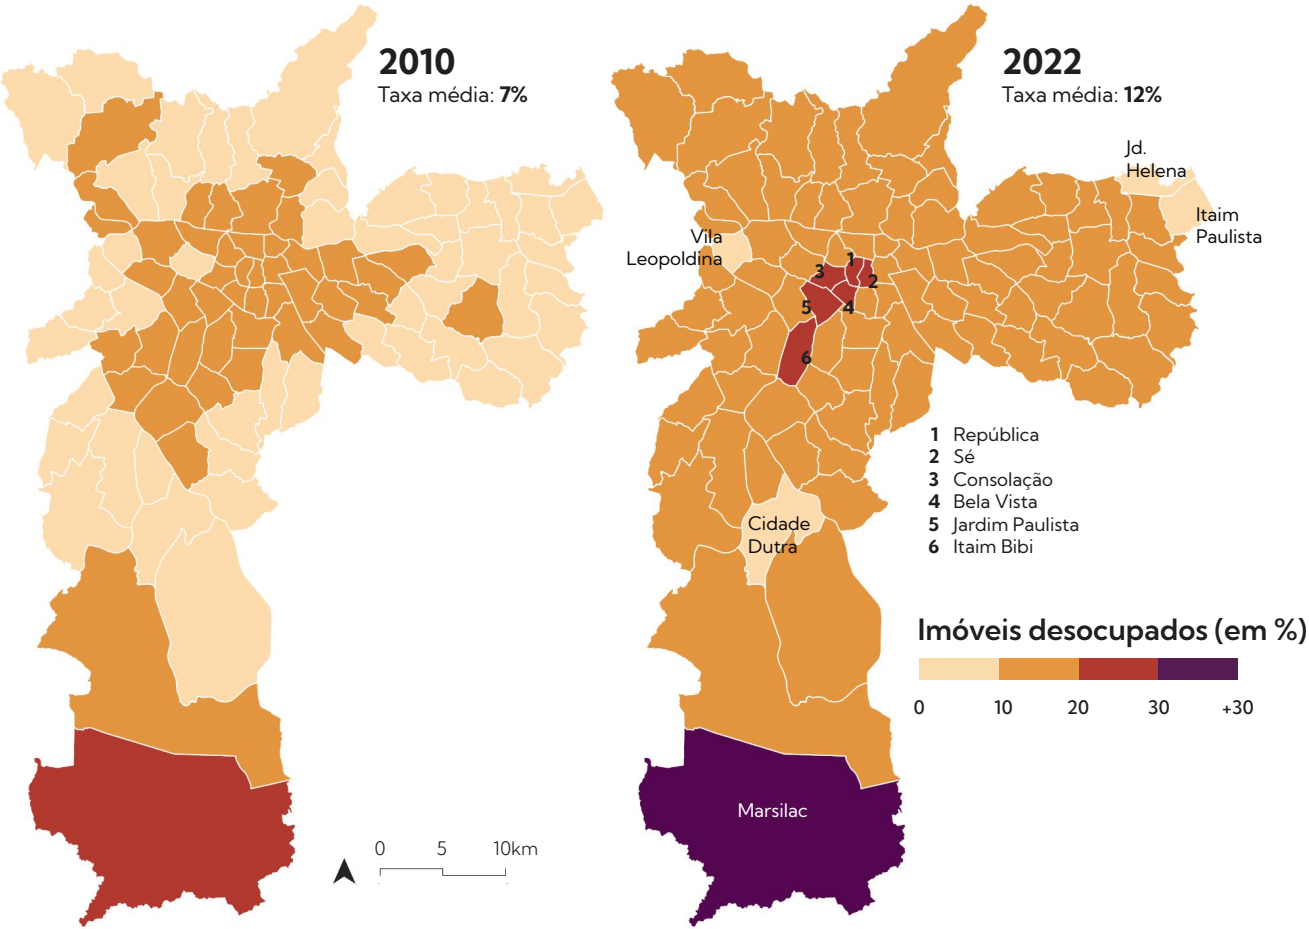 2010
Taxa média: 7%
2022
Taxa média: 12%
Jd.
Helena
Itaim
Paulista
Vila
Leopoldina
1
2
3
4
5
6
1 República
2 Sé
3 Consolação
4 Bela Vista
5 Jardim Paulista
6 Itaim Bibi
Cidade
Dutra
Imóveis desocupados (em %)
0 10 20 30 +30
Marsilac
0 5 10km